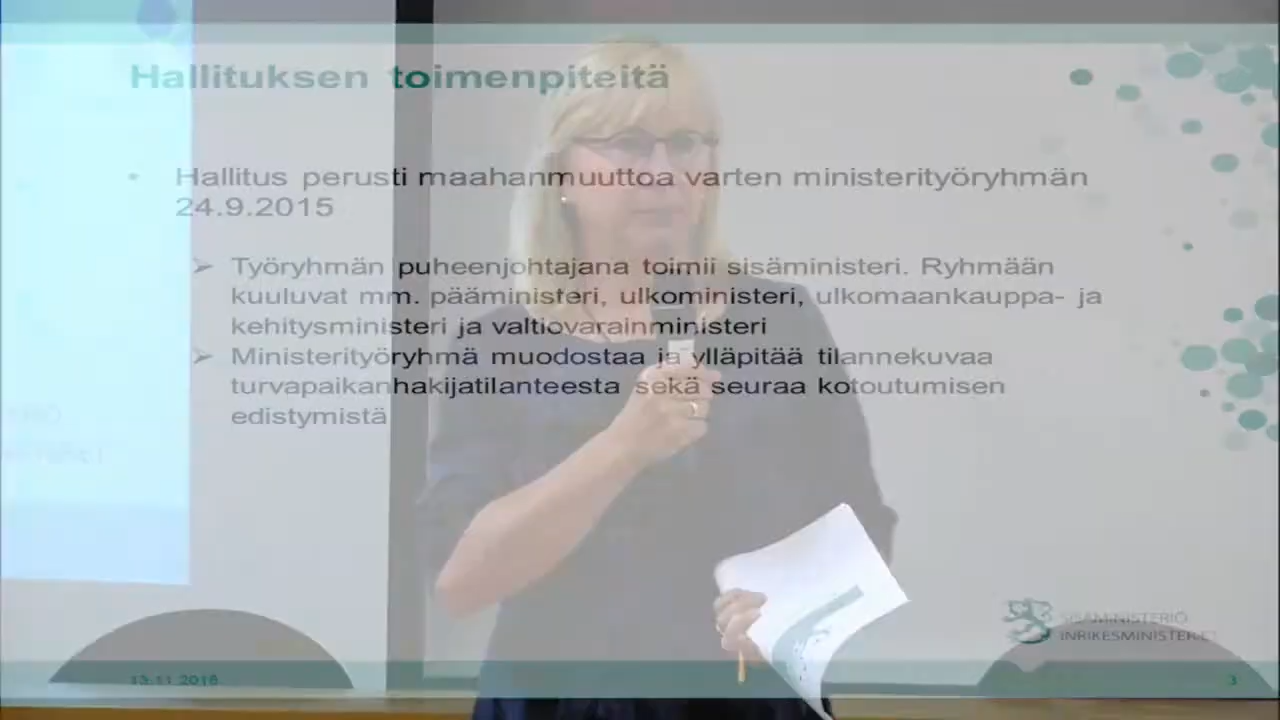 Hallituksen toimenpiteitä
• Hallitus perusti maahanmuuttoa varten ministerityöryhmän
24.9.2015
➢ Työryhmän puheenjohtajana toimii sisäministeri. Ryhmään
kuuluvat mm. pääministeri, ulkoministeri, ulkomaankauppa- ja
kehitysministeri ja valtiovarainministeri
➢ Ministerityöryhmä muodostaa ja ylläpitää tilannekuvaa
turvapaikanhakijatilanteesta sekä seuraa kotoutumisen
edistymistä
SISÄMINISTERIÖ
INRIKESMINISTERIET
3